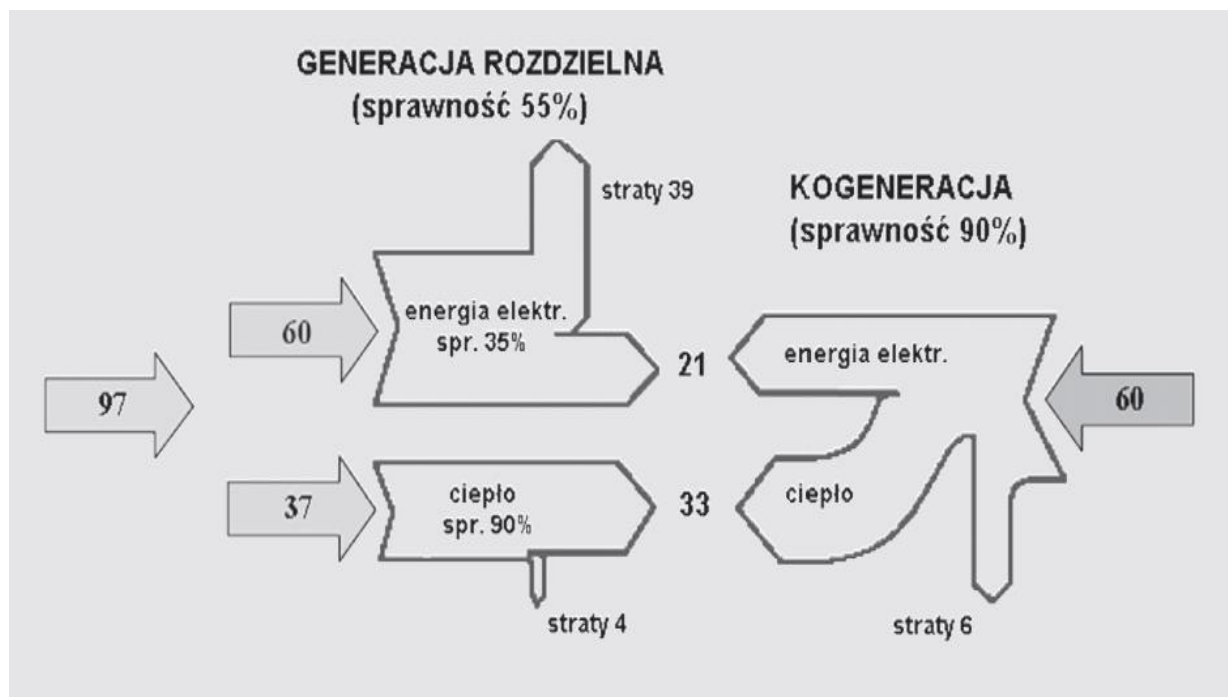 GENERACJA ROZDZIELNA
(sprawność 55%)
straty 39
KOGENERACJA
(sprawność 90%)
60
energia elektr.
spr. 35%
21
energia elektr.
97
60
37
ciepło
spr. 90%
33
ciepło
straty 4
straty 6